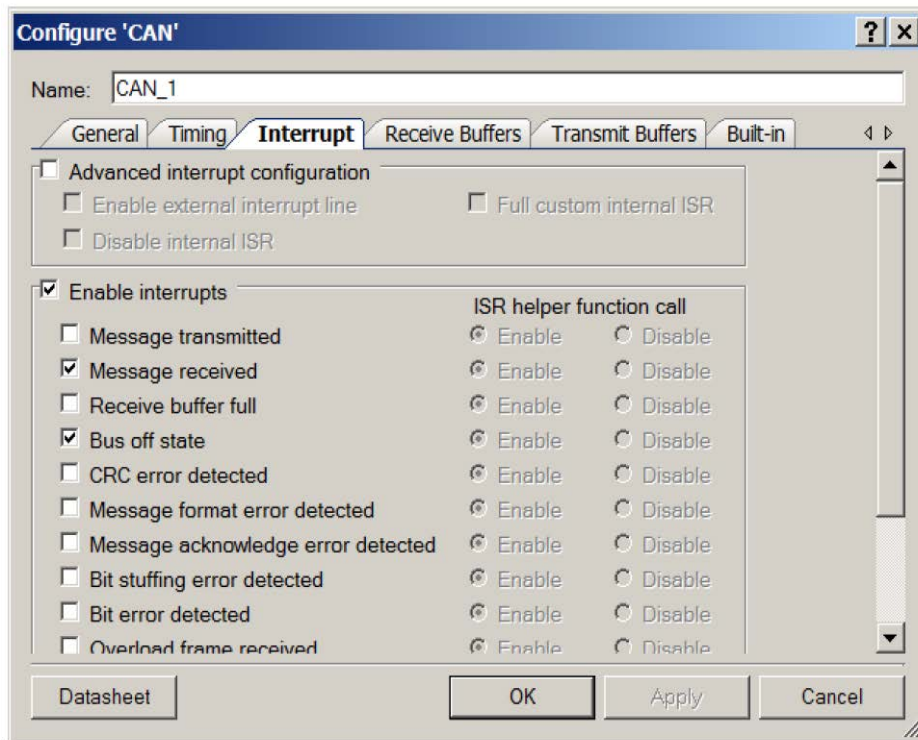 Configure 'CAN'
Name: CAN_1
General Timing Interrupt Receive Buffers Transmit Buffers Built-in
Advanced interrupt configuration
Enable external interrupt line Full custom internal ISR
Disable internal ISR
Enable interrupts
ISR helper function call
Message transmitted Enable Disable
Message received Enable Disable
Receive buffer full Enable Disable
Bus off state Enable Disable
CRC error detected Enable Disable
Message format error detected Enable Disable
Message acknowledge error detected Enable Disable
Bit stuffing error detected Enable Disable
Bit error detected Enable Disable
Overload frame received Enable Disable
Datasheet OK Apply Cancel